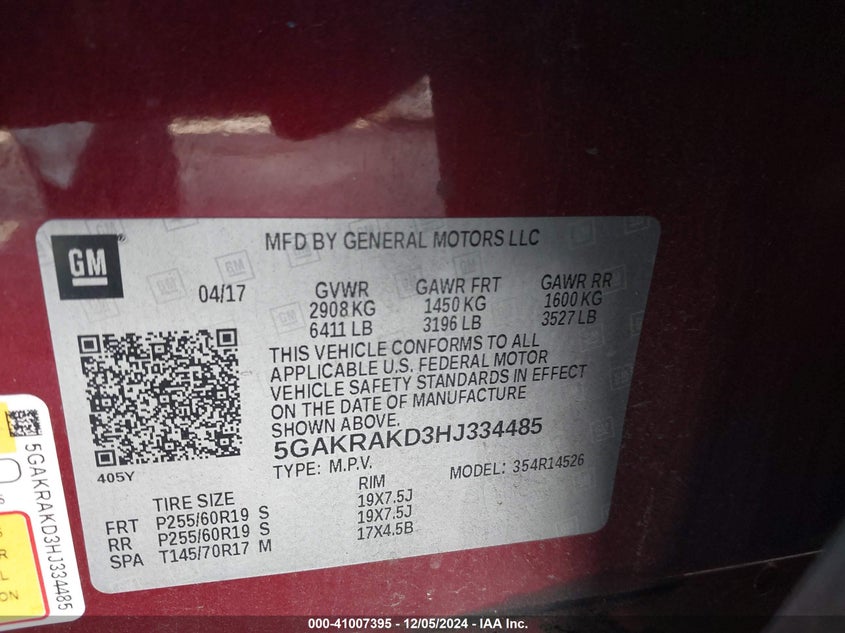 GM
MFD BY GENERAL MOTORS LLC
04/17
GVWR GAWR FRT GAWR RR
2908 KG 1450 KG 1600 KG
6411 LB 3196 LB 3527 LB
THIS VEHICLE CONFORMS TO ALL
APPLICABLE U.S. FEDERAL MOTOR
VEHICLE SAFETY STANDARDS IN EFFECT
ON THE DATE OF MANUFACTURE
SHOWN ABOVE.
5GAKRAKD3HJ334485
405Y
TYPE: M.P.V. MODEL: 354R14526
TIRE SIZE RIM
FRT P255/60R19 S 19X7.5J
RR P255/60R19 S 19X7.5J
SPA T145/70R17 M 17X4.5B
5GAKRAKD3HJ334485
000-41007395 - 12/05/2024 - IAA Inc.